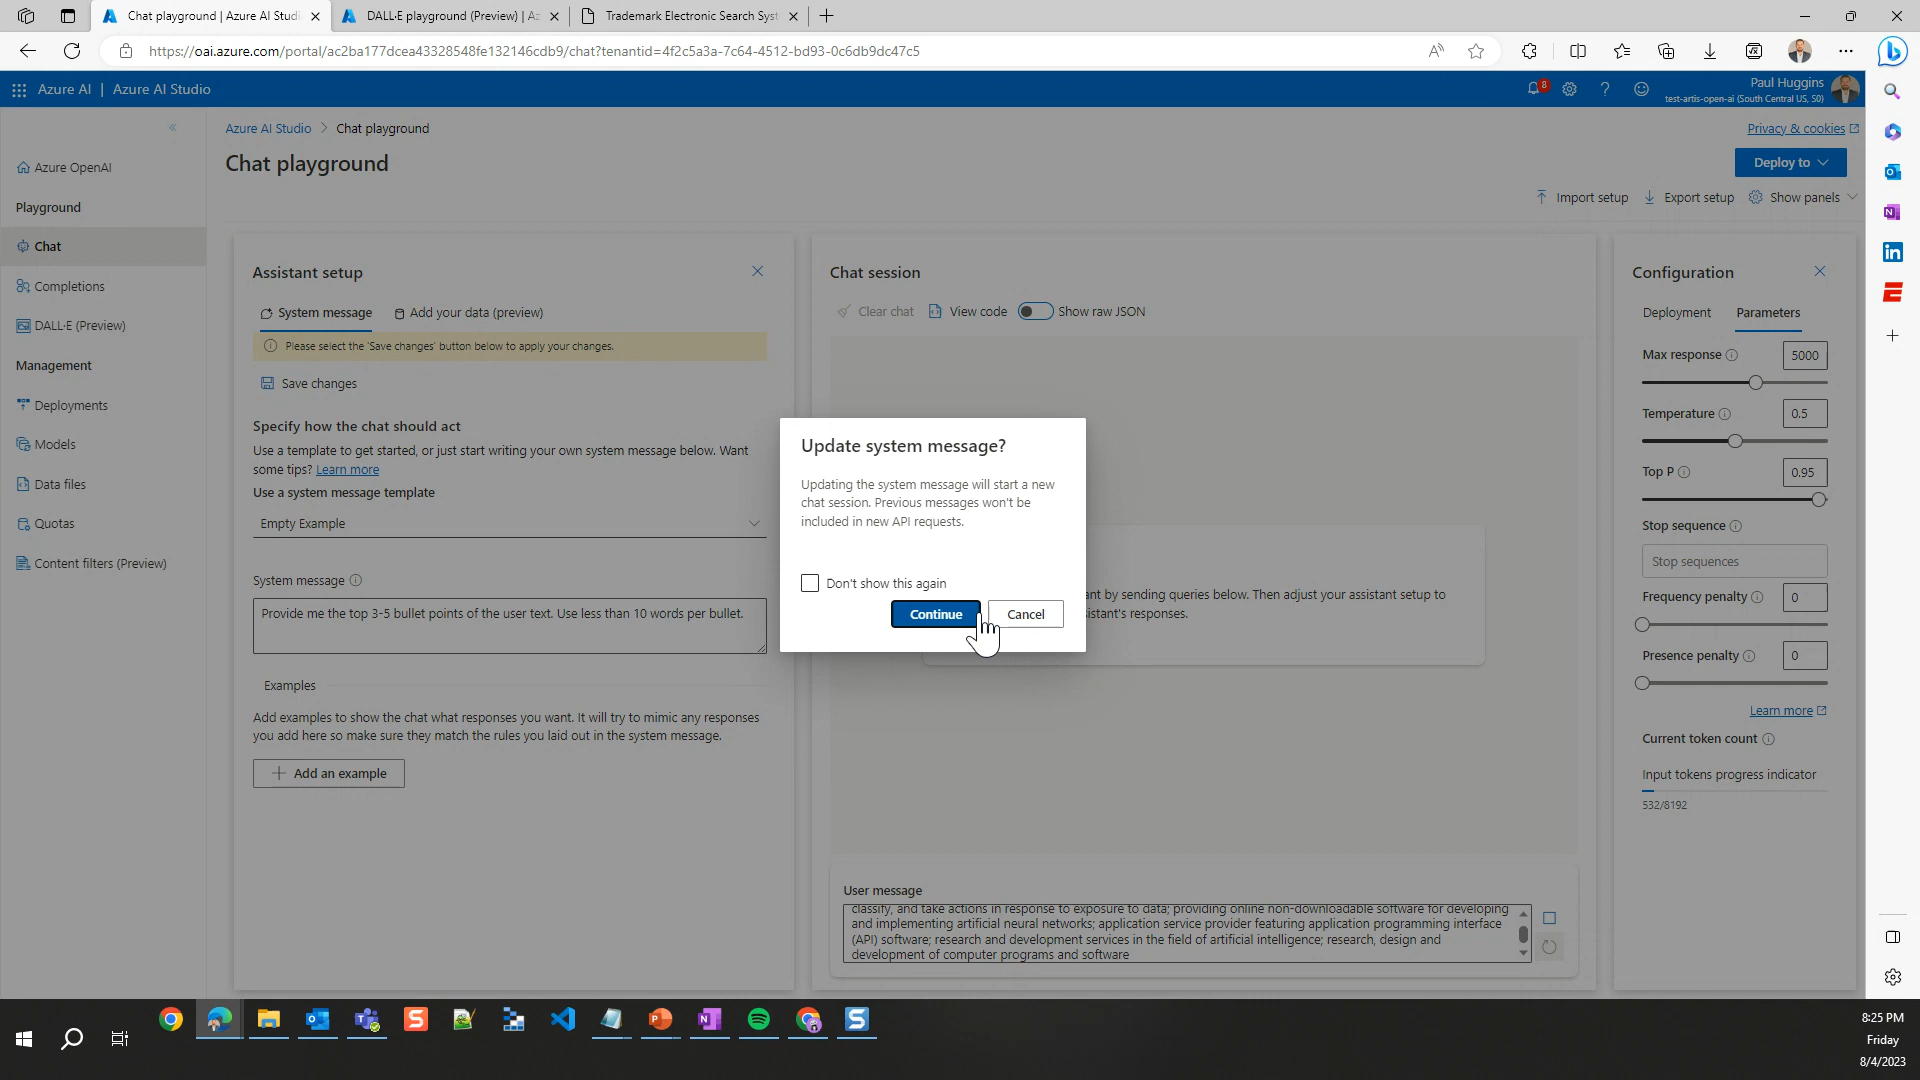 Chat playground | Azure AI Studi
DALL·E playground (Preview) | Az
Trademark Electronic Search Syst
https://oai.azure.com/portal/ac2ba177dcea43328548fe132146cdb9/chat?tenantid=4f2c5a3a-7c64-4512-bd93-0c6db9dc47c5
Azure AI | Azure AI Studio
8
Paul Huggins
test-artis-open-ai (South Central US, S0)
Azure AI Studio > Chat playground
Privacy & cookies
Chat playground
Deploy to
Import setup
Export setup
Show panels
Azure OpenAI
Playground
Chat
Completions
DALL·E (Preview)
Management
Deployments
Models
Data files
Quotas
Content filters (Preview)
Assistant setup
System message
Add your data (preview)
Please select the 'Save changes' button below to apply your changes.
Save changes
Specify how the chat should act
Use a template to get started, or just start writing your own system message below. Want
some tips? Learn more
Use a system message template
Empty Example
System message
Provide me the top 3-5 bullet points of the user text. Use less than 10 words per bullet.
Examples
Add examples to show the chat what responses you want. It will try to mimic any responses
you add here so make sure they match the rules you laid out in the system message.
Add an example
Chat session
Clear chat
View code
Show raw JSON
Update system message?
Updating the system message will start a new
chat session. Previous messages won't be
included in new API requests.
Don't show this again
Continue
Cancel
ant by sending queries below. Then adjust your assistant setup to
istant's responses.
User message
classify, and take actions in response to exposure to data; providing online non-downloadable software for developing
and implementing artificial neural networks; application service provider featuring application programming interface
(API) software; research and development services in the field of artificial intelligence; research, design and
development of computer programs and software
Configuration
Deployment
Parameters
Max response
5000
Temperature
0.5
Top P
0.95
Stop sequence
Stop sequences
Frequency penalty
0
Presence penalty
0
Learn more
Current token count
Input tokens progress indicator
532/8192
8:25 PM
Friday
8/4/2023